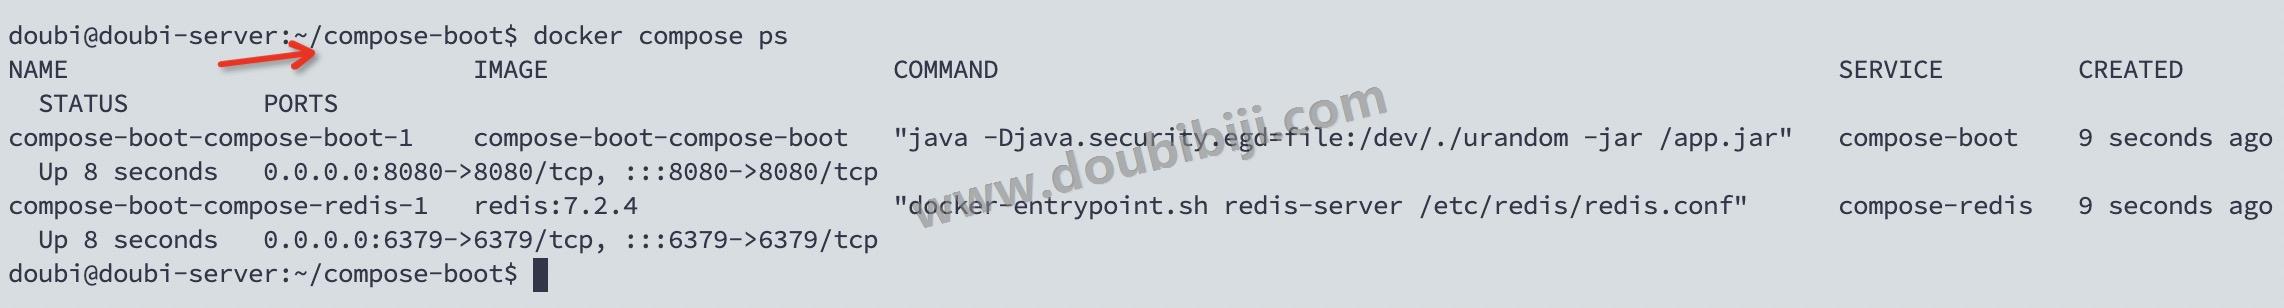 doubi@doubi-server:~/compose-boot$ docker compose ps
NAME                           IMAGE                       COMMAND                                                        SERVICE         CREATED
  STATUS         PORTS
compose-boot-compose-boot-1    compose-boot-compose-boot   "java -Djava.security.egd=file:/dev/./urandom -jar /app.jar"   compose-boot    9 seconds ago
  Up 8 seconds   0.0.0.0:8080->8080/tcp, :::8080->8080/tcp
compose-boot-compose-redis-1   redis:7.2.4                 "docker-entrypoint.sh redis-server /etc/redis/redis.conf"      compose-redis   9 seconds ago
  Up 8 seconds   0.0.0.0:6379->6379/tcp, :::6379->6379/tcp
doubi@doubi-server:~/compose-boot$
www.doubibiji.com